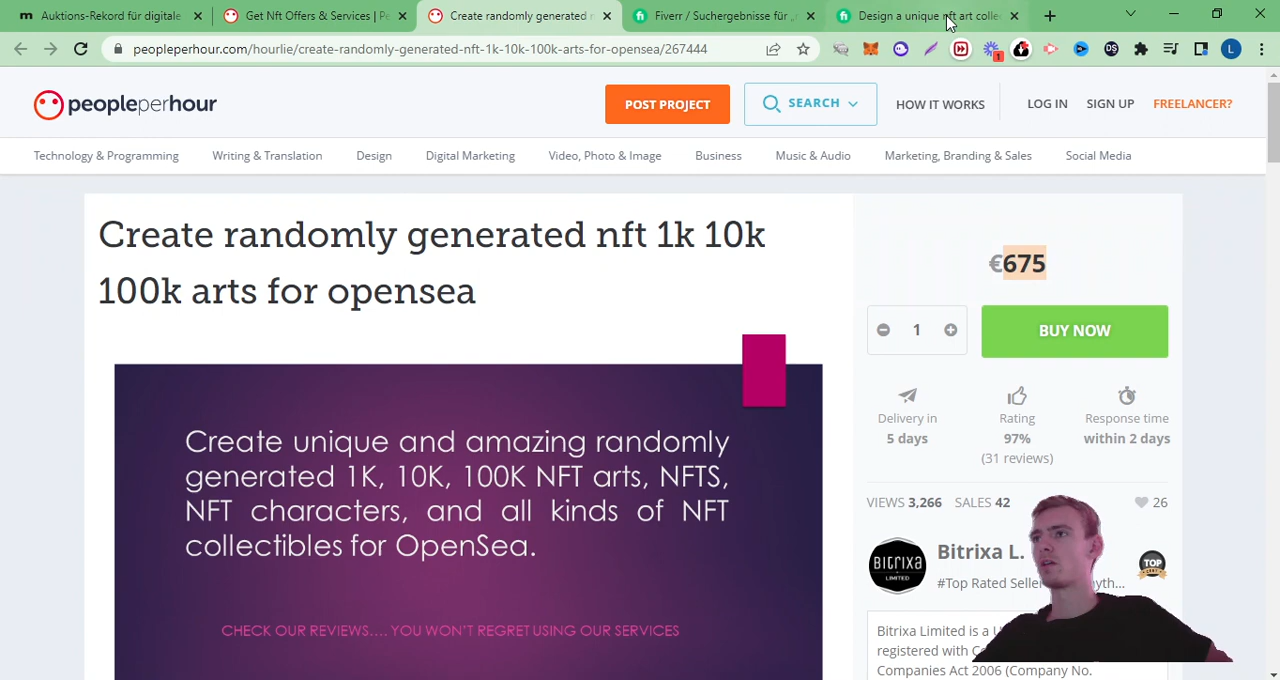 Auktions-Rekord für digitale
Get Nft Offers & Services | Pe
Create randomly generated n
Fiverr / Suchergebnisse für „n
Design a unique nft art collec
peopleperhour.com/hourlie/create-randomly-generated-nft-1k-10k-100k-arts-for-opensea/267444
1
DS
L
peopleperhour
POST PROJECT
SEARCH
HOW IT WORKS
LOG IN
SIGN UP
FREELANCER?
Technology & Programming
Writing & Translation
Design
Digital Marketing
Video, Photo & Image
Business
Music & Audio
Marketing, Branding & Sales
Social Media
Create randomly generated nft 1k 10k
100k arts for opensea
€675
1
BUY NOW
Delivery in
5 days
Rating
97%
(31 reviews)
Response time
within 2 days
VIEWS 3,266
SALES 42
26
Create unique and amazing randomly
generated 1K, 10K, 100K NFT arts, NFTS,
NFT characters, and all kinds of NFT
collectibles for OpenSea.
CHECK OUR REVIEWS.... YOU WON'T REGRET USING OUR SERVICES
BITRIXA
LIMITED
Bitrixa L.
#Top Rated Seller
TOP
Bitrixa Limited is a
registered with
Companies Act 2006 (Company No.